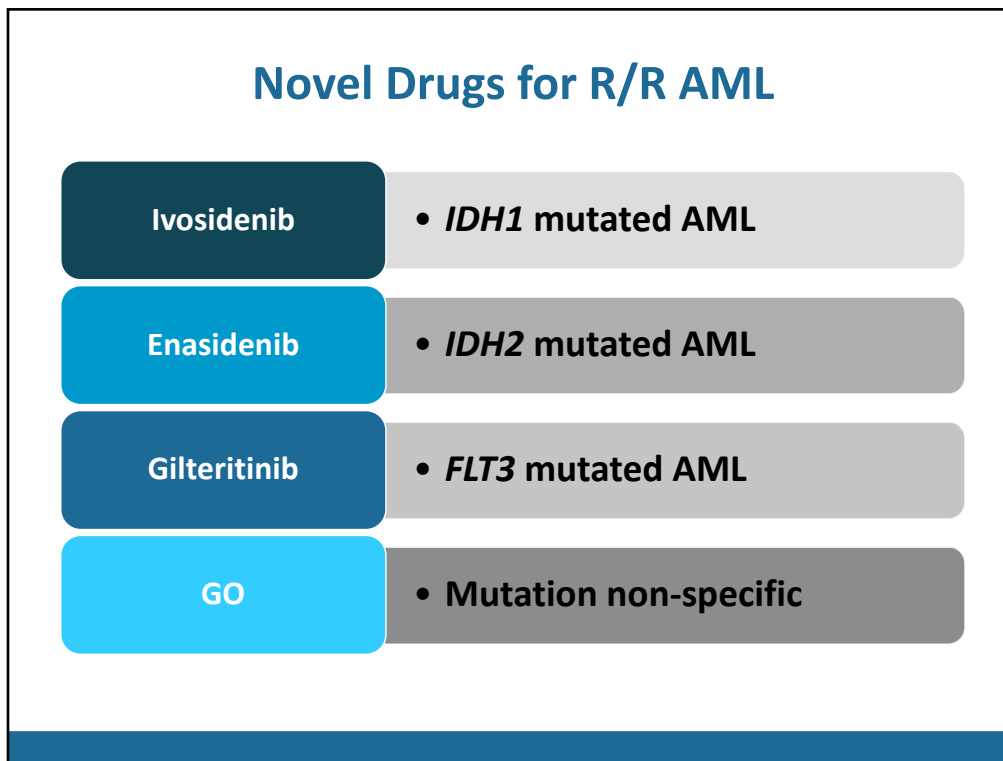 Novel Drugs for R/R AML
Ivosidenib
• IDH1 mutated AML
Enasidenib
• IDH2 mutated AML
Gilteritinib
• FLT3 mutated AML
GO
• Mutation non-specific